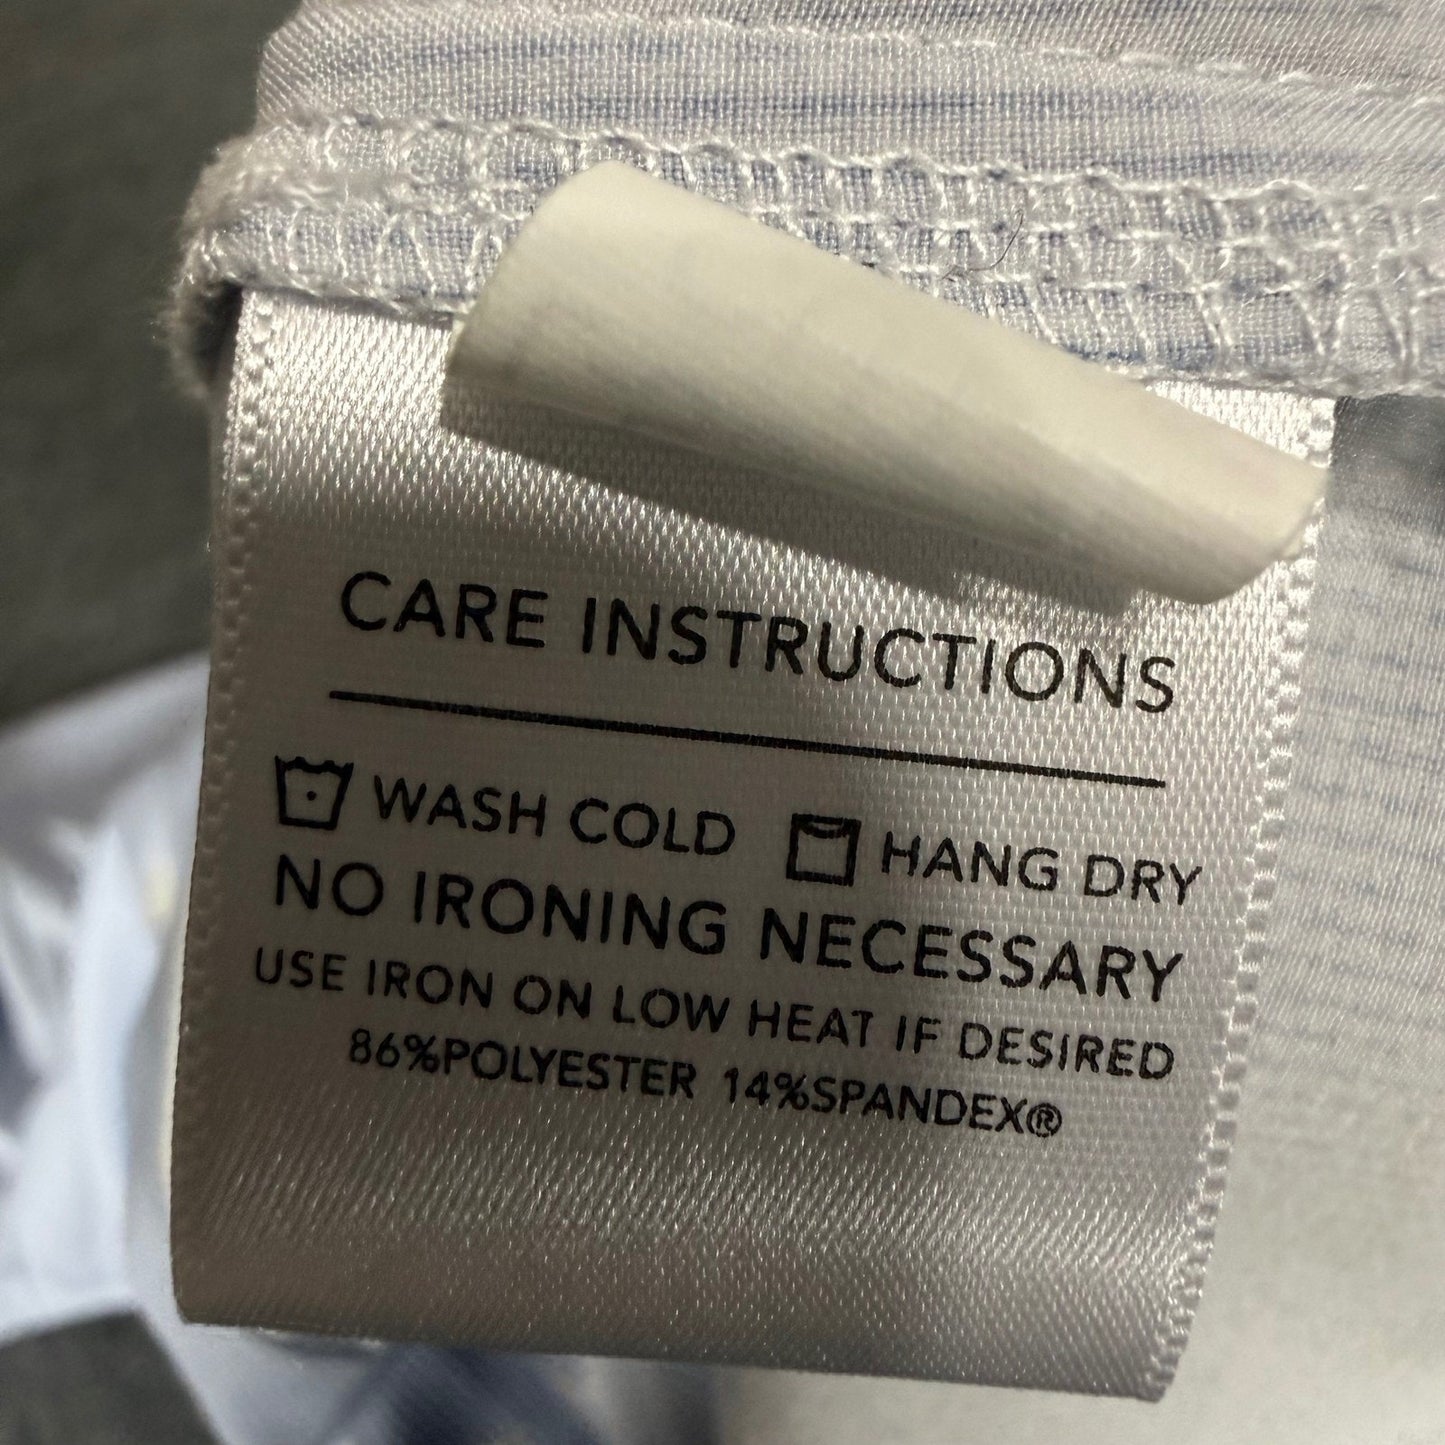 CARE INSTRUCTIONS
WASH COLD HANG DRY
NO IRONING NECESSARY
USE IRON ON LOW HEAT IF DESIRED
86%POLYESTER 14%SPANDEX®